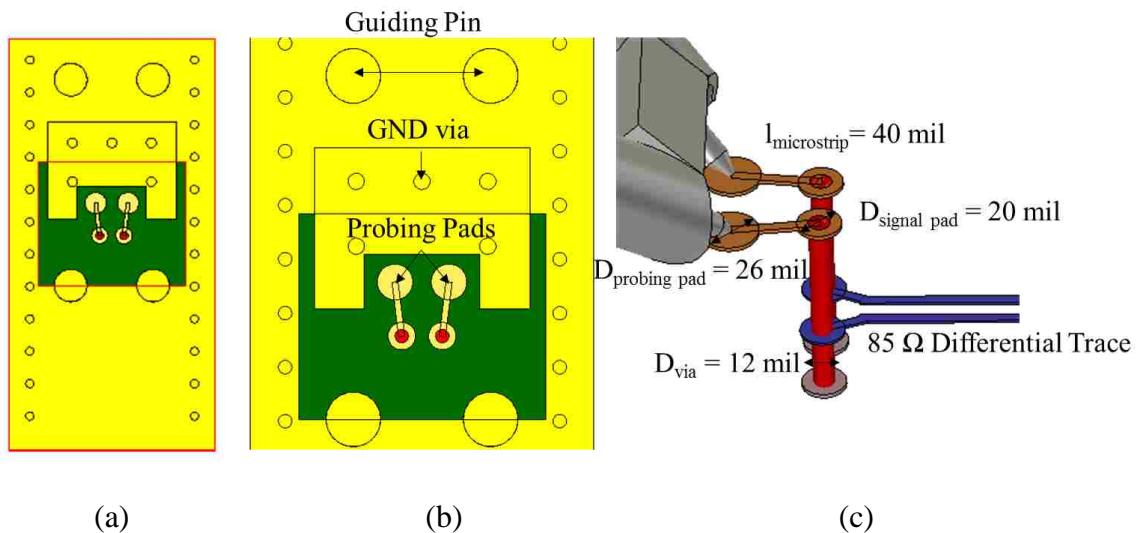 Guiding Pin
GND via
Probing Pads
l_microstrip = 40 mil
D_signal pad = 20 mil
D_probing pad = 26 mil
85 Ω Differential Trace
D_via = 12 mil
(a)
(b)
(c)